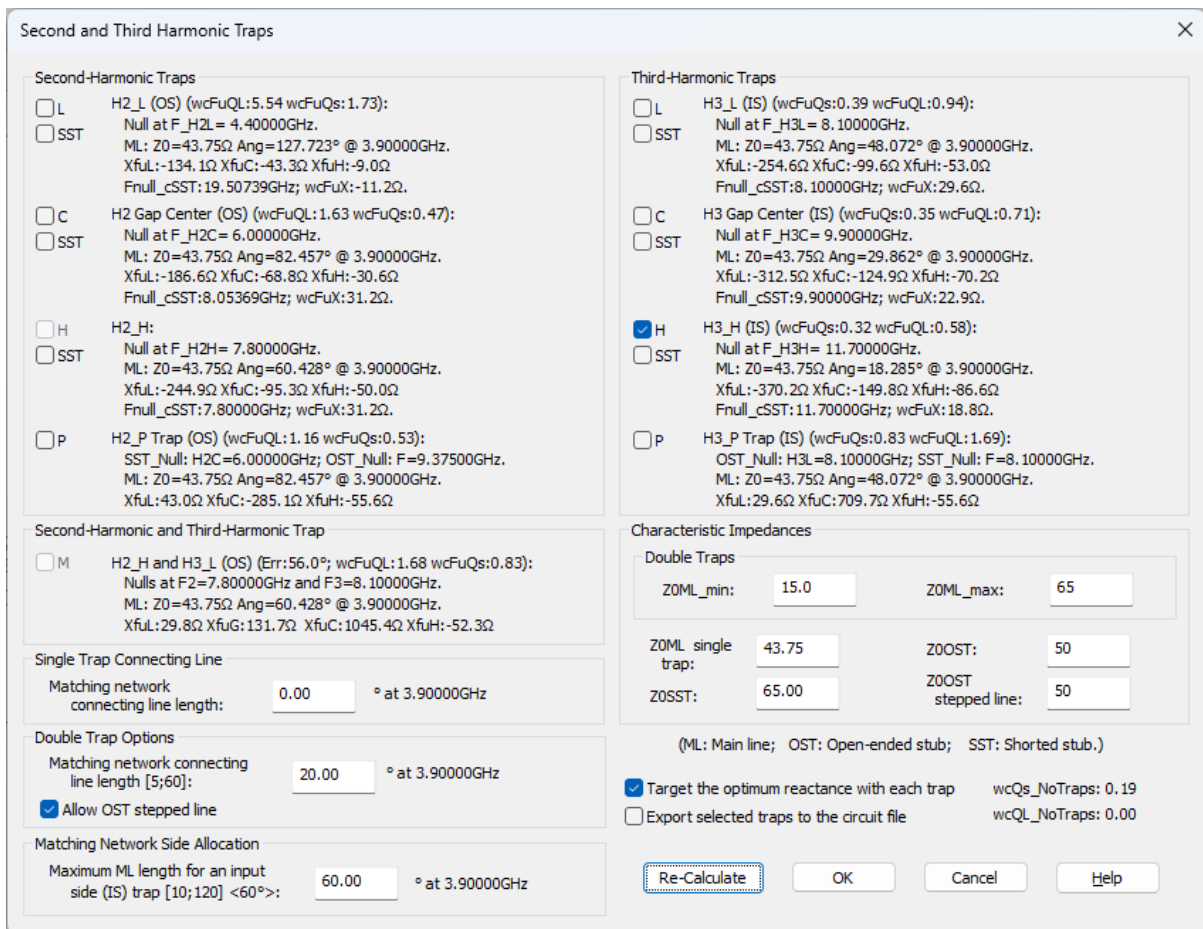 Second and Third Harmonic Traps
Second-Harmonic Traps
L
SST
H2_L (OS) (wcFuQL:5.54 wcFuQs:1.73):
Null at F_H2L= 4.40000GHz.
ML: Z0=43.75Ω Ang=127.723° @ 3.90000GHz.
XfuL:-134.1Ω XfuC:-43.3Ω XfuH:-9.0Ω
Fnull_cSST:19.50739GHz; wcFuX:-11.2Ω.
C
SST
H2 Gap Center (OS) (wcFuQL:1.63 wcFuQs:0.47):
Null at F_H2C= 6.00000GHz.
ML: Z0=43.75Ω Ang=82.457° @ 3.90000GHz.
XfuL:-186.6Ω XfuC:-68.8Ω XfuH:-30.6Ω
Fnull_cSST:8.05369GHz; wcFuX:31.2Ω.
H
SST
H2_H:
Null at F_H2H= 7.80000GHz.
ML: Z0=43.75Ω Ang=60.428° @ 3.90000GHz.
XfuL:-244.9Ω XfuC:-95.3Ω XfuH:-50.0Ω
Fnull_cSST:7.80000GHz; wcFuX:31.2Ω.
P
H2_P Trap (OS) (wcFuQL:1.16 wcFuQs:0.53):
SST_Null: H2C=6.00000GHz; OST_Null: F=9.37500GHz.
ML: Z0=43.75Ω Ang=82.457° @ 3.90000GHz.
XfuL:43.0Ω XfuC:-285.1Ω XfuH:-55.6Ω
Second-Harmonic and Third-Harmonic Trap
M
H2_H and H3_L (OS) (Err:56.0°; wcFuQL:1.68 wcFuQs:0.83):
Nulls at F2=7.80000GHz and F3=8.10000GHz.
ML: Z0=43.75Ω Ang=60.428° @ 3.90000GHz.
XfuL:29.8Ω XfuG:131.7Ω XfuC:1045.4Ω XfuH:-52.3Ω
Single Trap Connecting Line
Matching network
connecting line length:
0.00
° at 3.90000GHz
Double Trap Options
Matching network connecting
line length [5;60]:
20.00
° at 3.90000GHz
Allow OST stepped line
Matching Network Side Allocation
Maximum ML length for an input
side (IS) trap [10;120] <60°>:
60.00
° at 3.90000GHz
Third-Harmonic Traps
L
SST
H3_L (IS) (wcFuQs:0.39 wcFuQL:0.94):
Null at F_H3L= 8.10000GHz.
ML: Z0=43.75Ω Ang=48.072° @ 3.90000GHz.
XfuL:-254.6Ω XfuC:-99.6Ω XfuH:-53.0Ω
Fnull_cSST:8.10000GHz; wcFuX:29.6Ω.
C
SST
H3 Gap Center (IS) (wcFuQs:0.35 wcFuQL:0.71):
Null at F_H3C= 9.90000GHz.
ML: Z0=43.75Ω Ang=29.862° @ 3.90000GHz.
XfuL:-312.5Ω XfuC:-124.9Ω XfuH:-70.2Ω
Fnull_cSST:9.90000GHz; wcFuX:22.9Ω.
H
SST
H3_H (IS) (wcFuQs:0.32 wcFuQL:0.58):
Null at F_H3H= 11.70000GHz.
ML: Z0=43.75Ω Ang=18.285° @ 3.90000GHz.
XfuL:-370.2Ω XfuC:-149.8Ω XfuH:-86.6Ω
Fnull_cSST:11.70000GHz; wcFuX:18.8Ω.
P
H3_P Trap (IS) (wcFuQs:0.83 wcFuQL:1.69):
OST_Null: H3L=8.10000GHz; SST_Null: F=8.10000GHz.
ML: Z0=43.75Ω Ang=48.072° @ 3.90000GHz.
XfuL:29.6Ω XfuC:709.7Ω XfuH:-55.6Ω
Characteristic Impedances
Double Traps
Z0ML_min:
15.0
Z0ML_max:
65
Z0ML single
trap:
43.75
Z0OST:
50
Z0SST:
65.00
Z0OST
stepped line:
50
(ML: Main line; OST: Open-ended stub; SST: Shorted stub.)
Target the optimum reactance with each trap
wcQs_NoTraps: 0.19
Export selected traps to the circuit file
wcQL_NoTraps: 0.00
Re-Calculate
OK
Cancel
Help